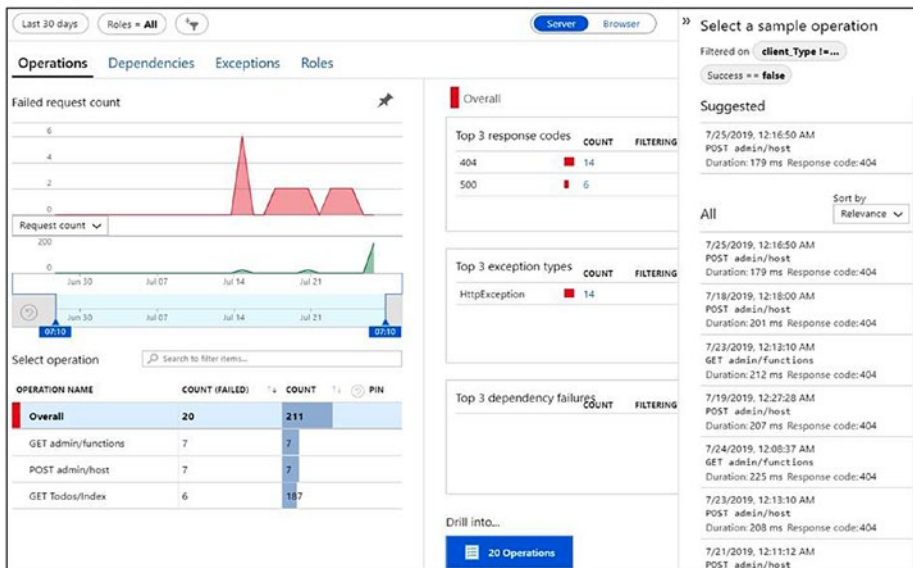 Last 30 days Roles = All
Server Browser
Operations Dependencies Exceptions Roles
Failed request count
6
4
2
0
Request count
200
0
Jun 30 Jul 07 Jul 14 Jul 21
Jun 30 Jul 07 Jul 14 Jul 21
07:10 07:10
Select operation Search to filter items...
OPERATION NAME COUNT (FAILED) COUNT PIN
Overall 20 211
GET admin/functions 7 7
POST admin/host 7 7
GET Todos/Index 6 187
Overall
Top 3 response codes COUNT FILTERING
404 14
500 6
Top 3 exception types COUNT FILTERING
HttpException 14
Top 3 dependency failures COUNT FILTERING
Drill into...
20 Operations
» Select a sample operation
Filtered on client_Type !=...
Success == false
Suggested
7/25/2019, 12:16:50 AM
POST admin/host
Duration: 179 ms Response code: 404
All
Sort by
Relevance
7/25/2019, 12:16:50 AM
POST admin/host
Duration: 179 ms Response code: 404
7/18/2019, 12:18:00 AM
POST admin/host
Duration: 201 ms Response code: 404
7/23/2019, 12:13:10 AM
GET admin/functions
Duration: 212 ms Response code: 404
7/19/2019, 12:27:28 AM
POST admin/host
Duration: 207 ms Response code: 404
7/24/2019, 12:08:37 AM
GET admin/functions
Duration: 225 ms Response code: 404
7/23/2019, 12:13:10 AM
POST admin/host
Duration: 208 ms Response code: 404
7/21/2019, 12:11:12 AM
POST admin/host